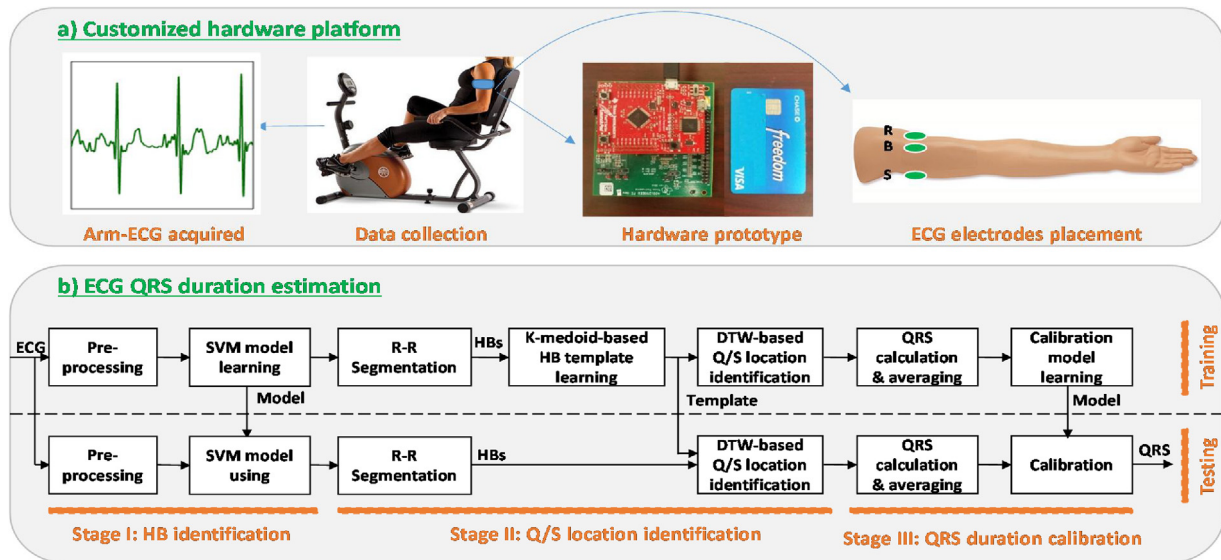 a) Customized hardware platform
CHASE
freedom
VISA
R
B
S
Arm-ECG acquired
Data collection
Hardware prototype
ECG electrodes placement
b) ECG QRS duration estimation
ECG
Pre-
processing
SVM model
learning
R-R
Segmentation
HBs
K-medoid-based
HB template
learning
DTW-based
Q/S location
identification
QRS
calculation
& averaging
Calibration
model
learning
Training
Model
Template
Model
Pre-
processing
SVM model
using
R-R
Segmentation
HBs
DTW-based
Q/S location
identification
QRS
calculation
& averaging
Calibration
QRS
Testing
Stage I: HB identification
Stage II: Q/S location identification
Stage III: QRS duration calibration